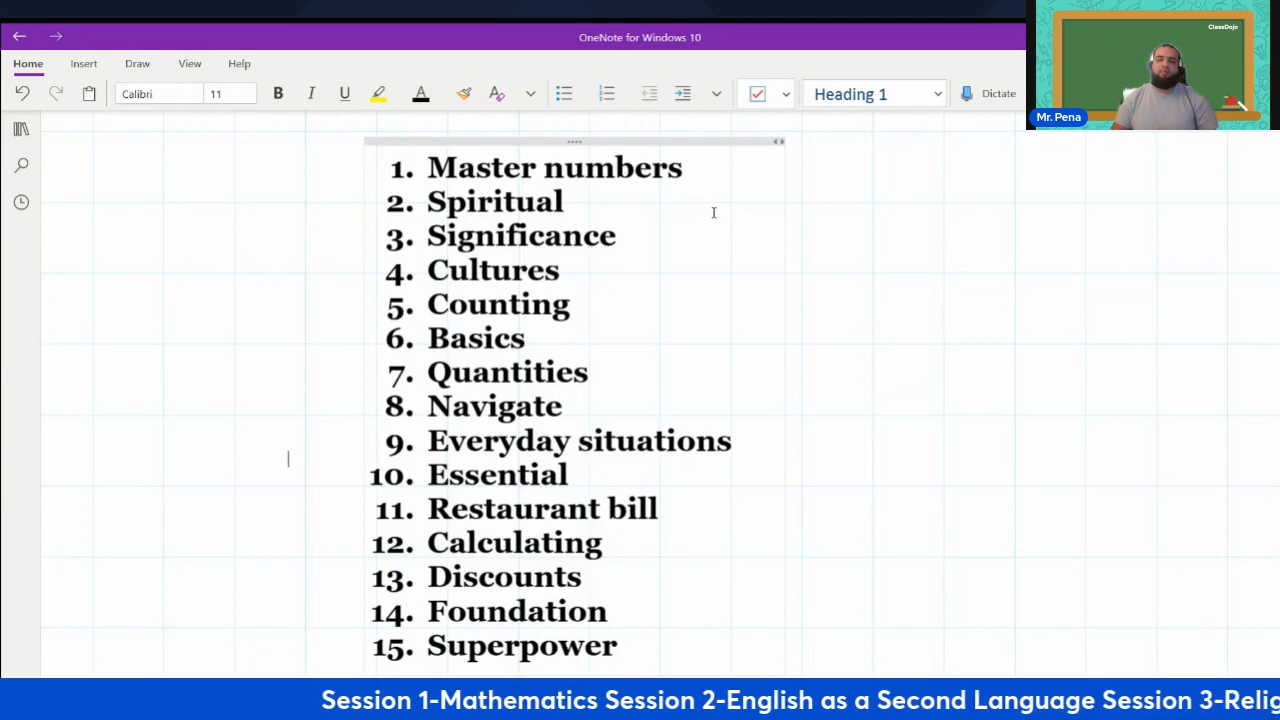 OneNote for Windows 10
ClassDojo
Home Insert Draw View Help
Calibri 11 B I U A A Heading 1 Dictate
Mr. Pena
1. Master numbers
2. Spiritual
3. Significance
4. Cultures
5. Counting
6. Basics
7. Quantities
8. Navigate
9. Everyday situations
10. Essential
11. Restaurant bill
12. Calculating
13. Discounts
14. Foundation
15. Superpower
Session 1-Mathematics Session 2-English as a Second Language Session 3-Relig